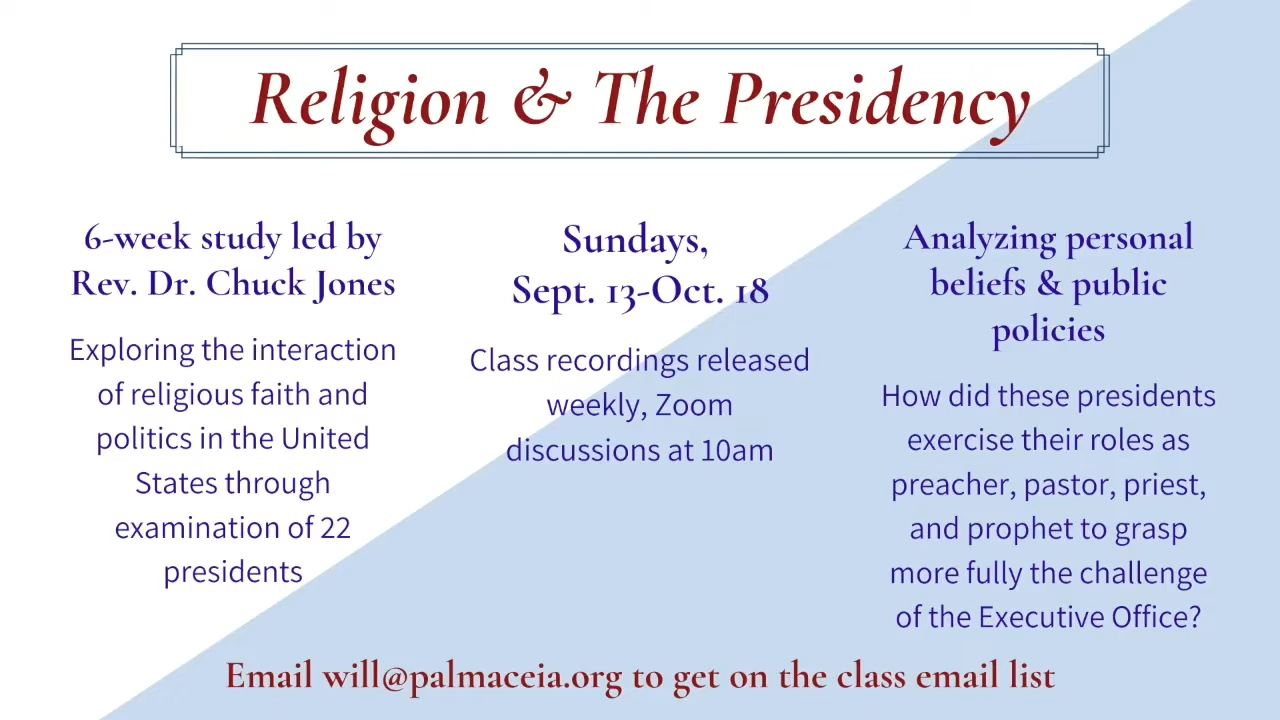 Religion & The Presidency
6-week study led by
Rev. Dr. Chuck Jones
Exploring the interaction
of religious faith and
politics in the United
States through
examination of 22
presidents
Sundays,
Sept. 13-Oct. 18
Class recordings released
weekly, Zoom
discussions at 10am
Analyzing personal
beliefs & public
policies
How did these presidents
exercise their roles as
preacher, pastor, priest,
and prophet to grasp
more fully the challenge
of the Executive Office?
Email will@palmaceia.org to get on the class email list